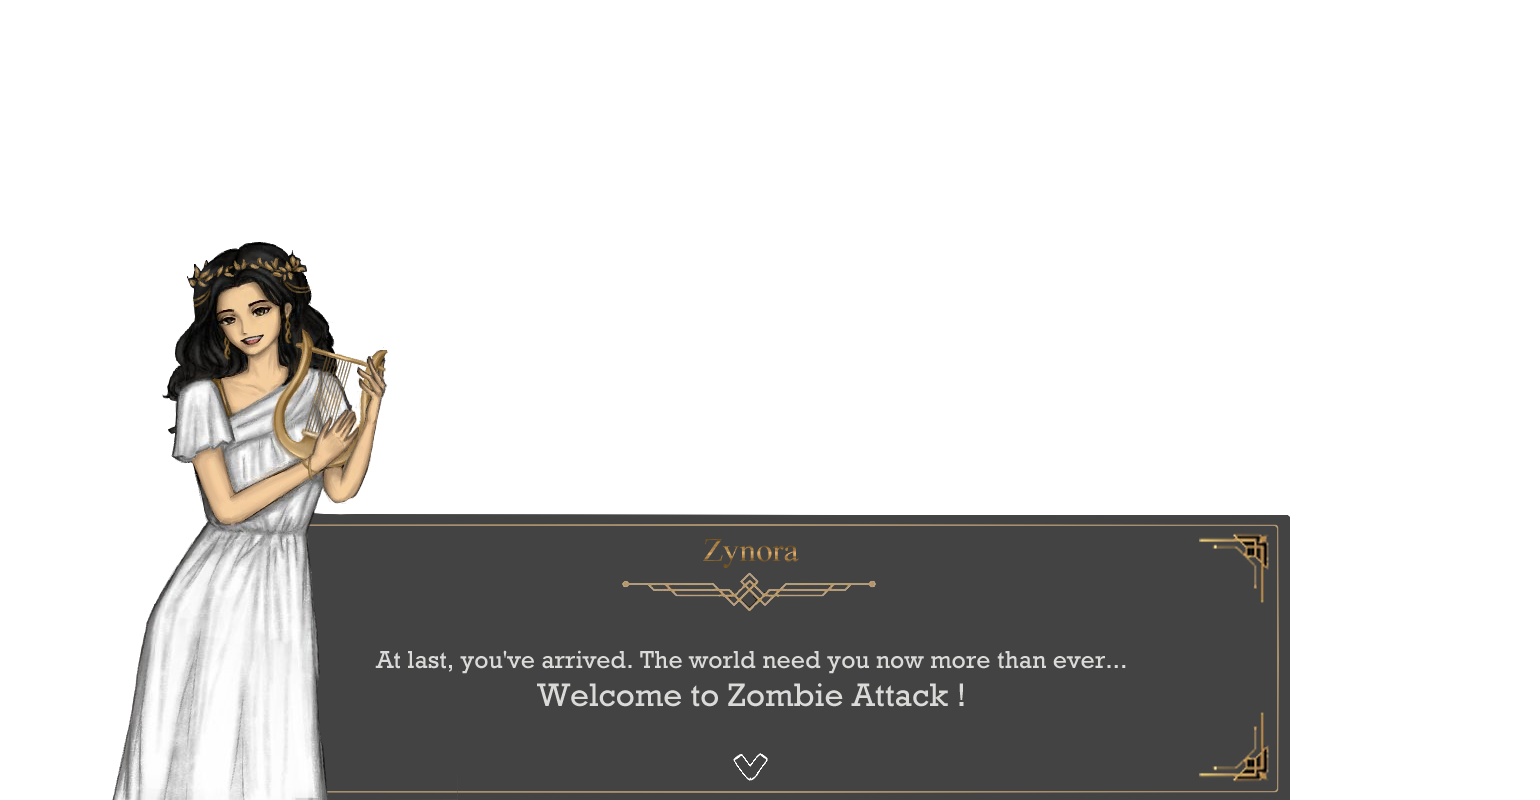 Zynora
At last, you've arrived. The world need you now more than ever...
Welcome to Zombie Attack !